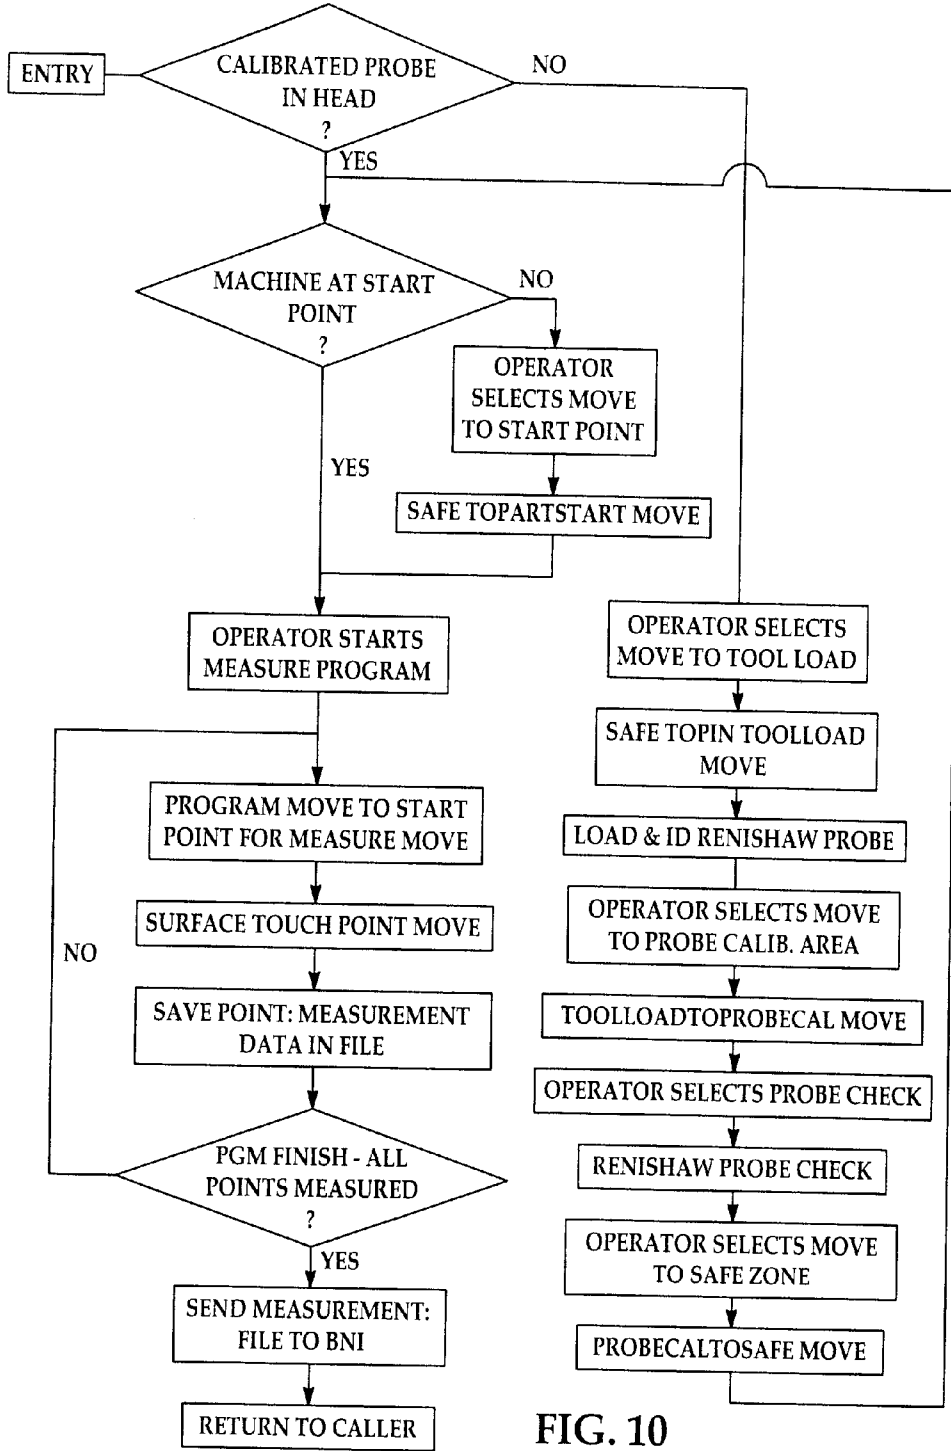 ENTRY
CALIBRATED PROBE
IN HEAD
?
NO
YES
MACHINE AT START
POINT
?
NO
OPERATOR
SELECTS MOVE
TO START POINT
YES
SAFE TOPARTSTART MOVE
OPERATOR STARTS
MEASURE PROGRAM
PROGRAM MOVE TO START
POINT FOR MEASURE MOVE
SURFACE TOUCH POINT MOVE
NO
SAVE POINT: MEASUREMENT
DATA IN FILE
PGM FINISH - ALL
POINTS MEASURED
?
YES
SEND MEASUREMENT:
FILE TO BNI
RETURN TO CALLER
OPERATOR SELECTS
MOVE TO TOOL LOAD
SAFE TOPIN TOOLLOAD
MOVE
LOAD & ID RENISHAW PROBE
OPERATOR SELECTS MOVE
TO PROBE CALIB. AREA
TOOLLOADTOPROBECAL MOVE
OPERATOR SELECTS PROBE CHECK
RENISHAW PROBE CHECK
OPERATOR SELECTS MOVE
TO SAFE ZONE
PROBECALTOSAFE MOVE
FIG. 10